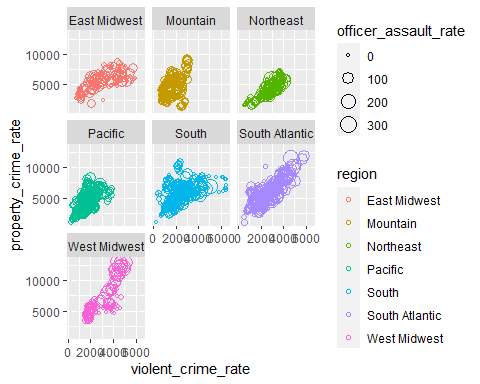 East Midwest
Mountain
Northeast
10000
5000
Pacific
South
South Atlantic
10000
5000
West Midwest
0 2000 4000 6000
0 2000 4000 6000
10000
5000
0 2000 4000 6000
violent_crime_rate
property_crime_rate
officer_assault_rate
0
100
200
300
region
East Midwest
Mountain
Northeast
Pacific
South
South Atlantic
West Midwest